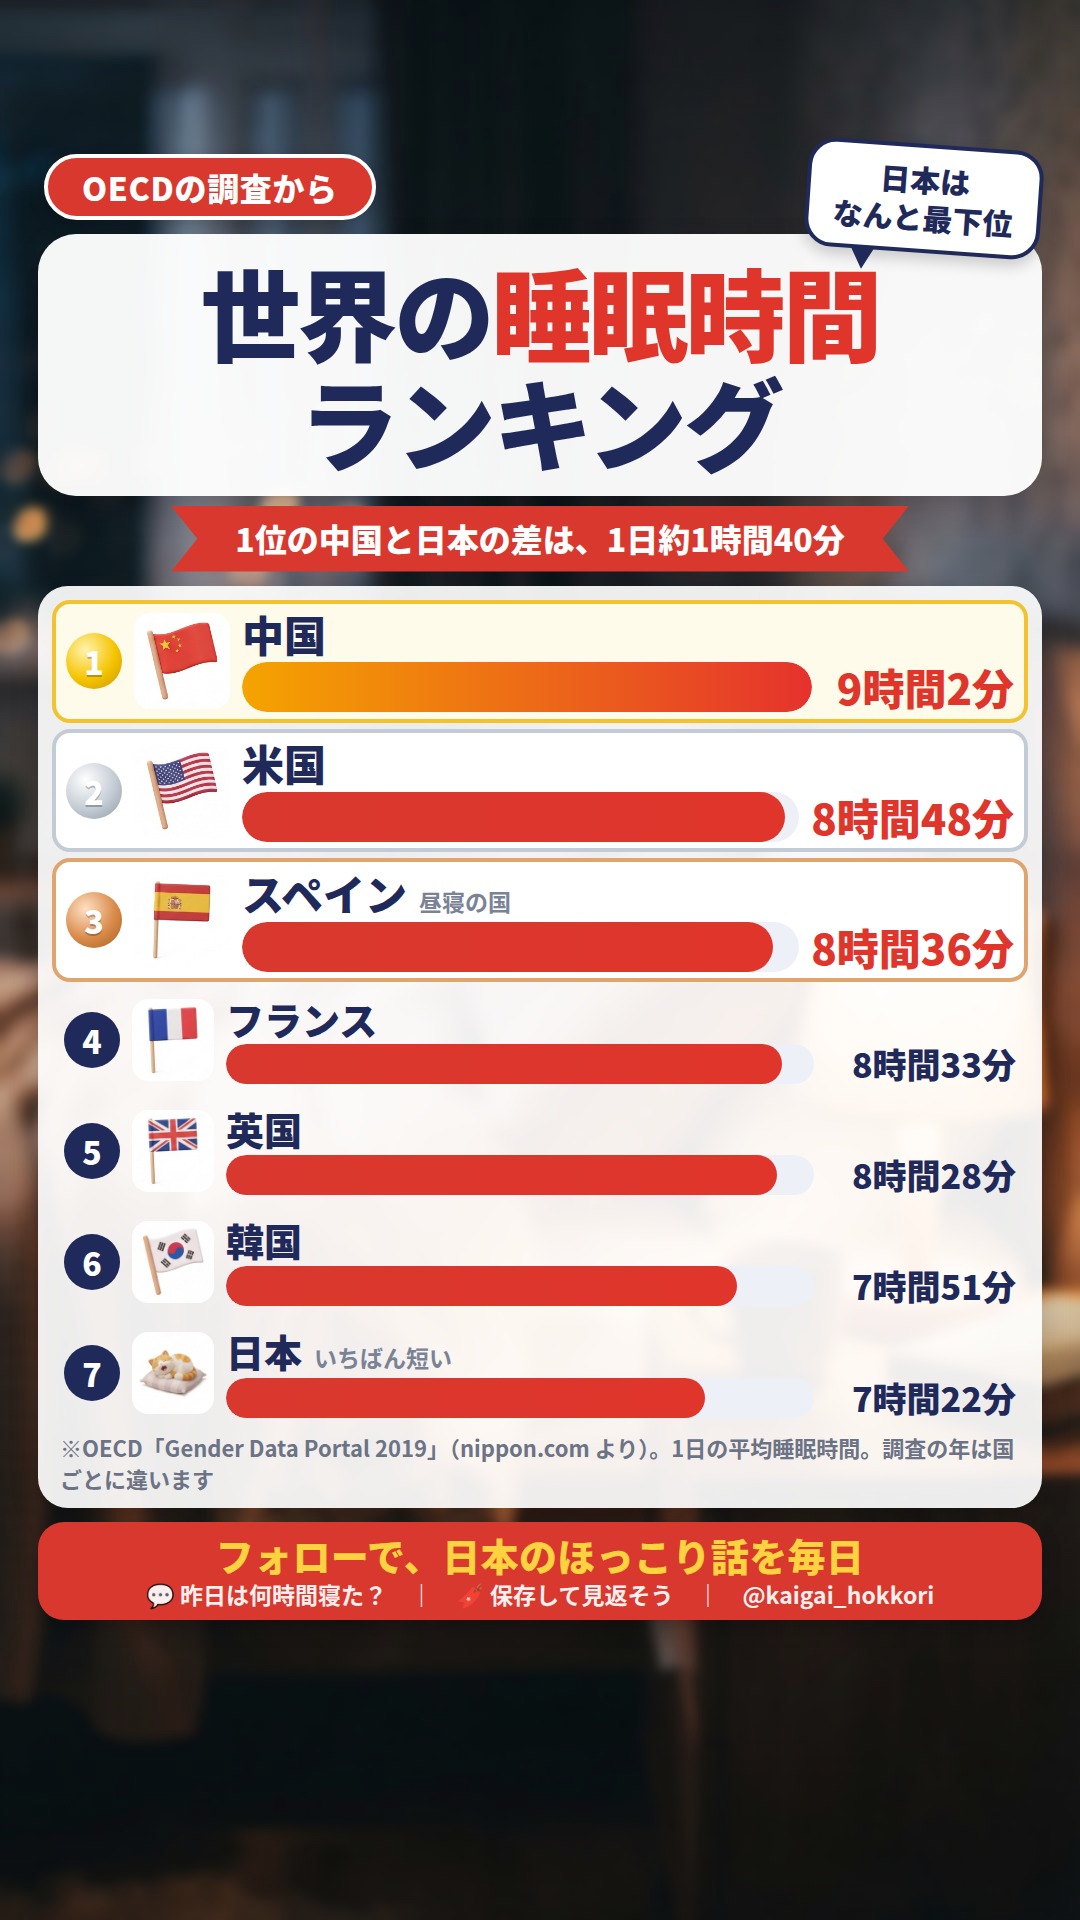 OECDの調査から
日本は
なんと最下位
世界の睡眠時間
ランキング
1位の中国と日本の差は、1日約1時間40分
1
中国
9時間2分
2
米国
8時間48分
3
スペイン 昼寝の国
8時間36分
4
フランス
8時間33分
5
英国
8時間28分
6
韓国
7時間51分
7
日本 いちばん短い
7時間22分
※OECD「Gender Data Portal 2019」（nippon.com より）。1日の平均睡眠時間。調査の年は国
ごとに違います
フォローで、日本のほっこり話を毎日
💬 昨日は何時間寝た？ ｜ 🔖 保存して見返そう ｜ @kaigai_hokkori